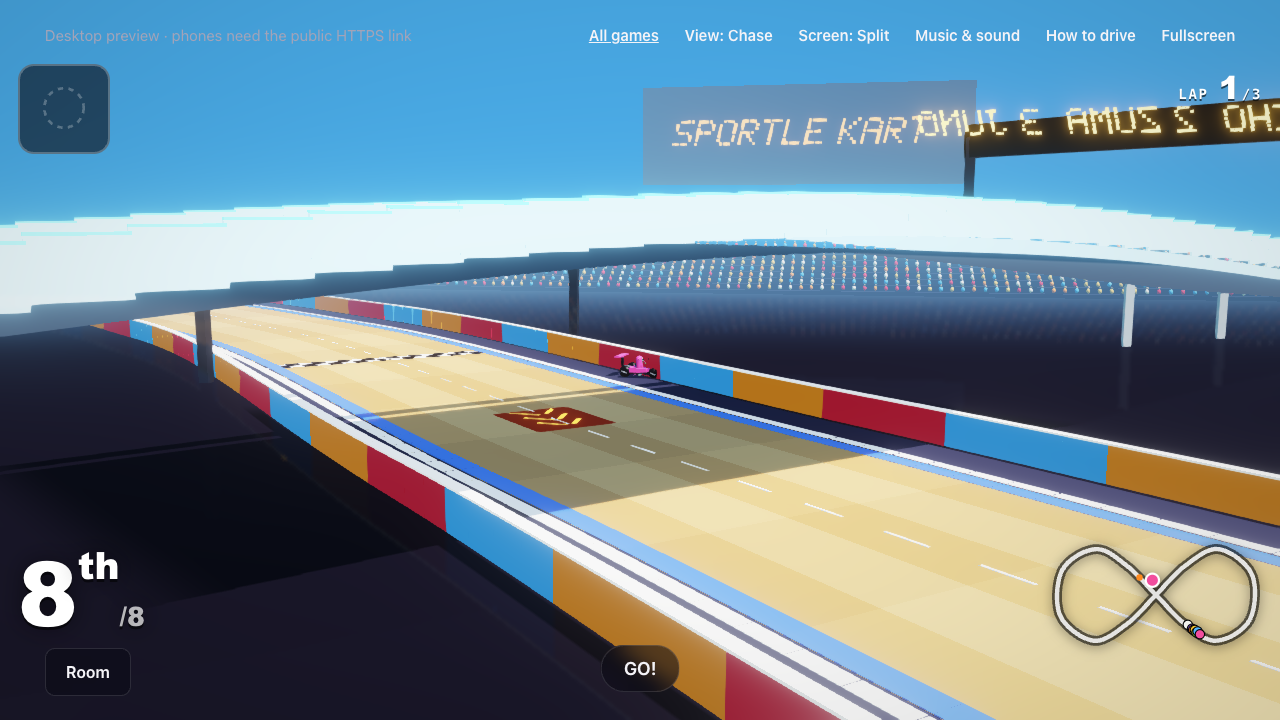 Desktop preview · phones need the public HTTPS link
All games View: Chase Screen: Split Music & sound How to drive Fullscreen
LAP 1/3
SPORTLE KART
8th/8
Room
GO!